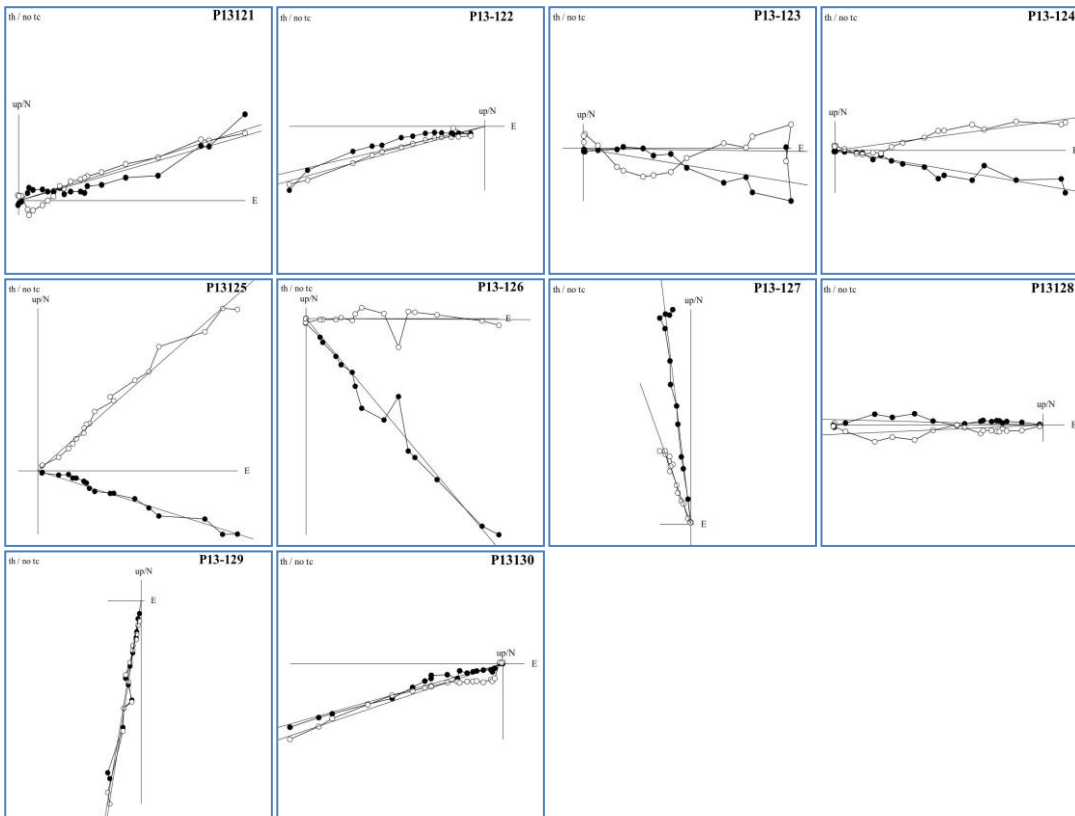 th / no tc P13121
up/N
E
th / no tc P13-122
up/N
E
th / no tc P13-123
up/N
E
th / no tc P13-124
up/N
E
th / no tc P13125
up/N
E
th / no tc P13-126
up/N
E
th / no tc P13-127
up/N
E
th / no tc P13128
up/N
E
th / no tc P13-129
up/N
E
th / no tc P13130
up/N
E